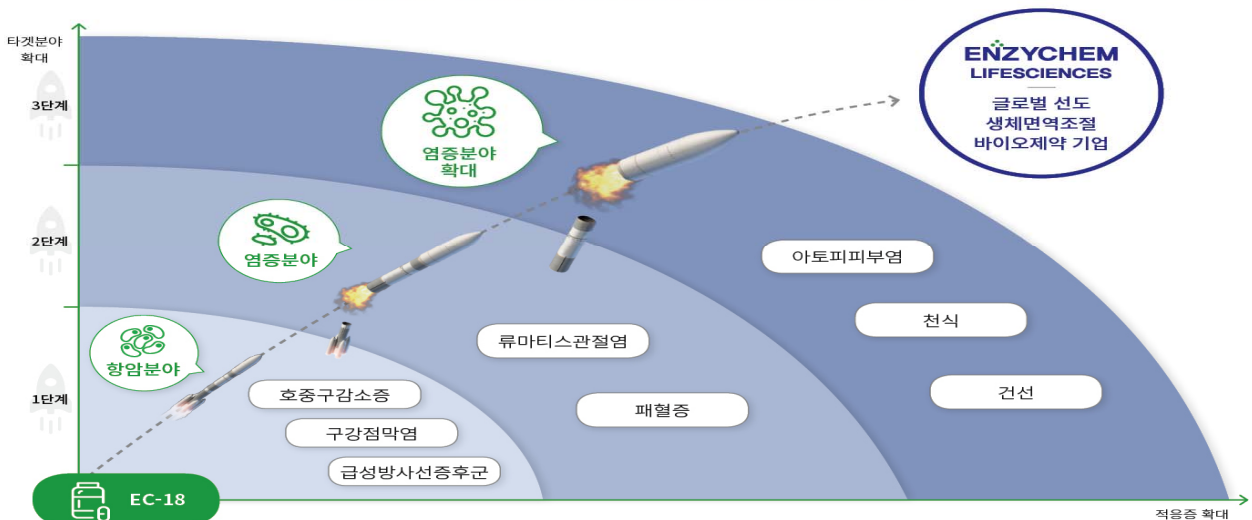 타겟분야
확대
3단계
2단계
1단계
ENZYCHEM
LIFESCIENCES
글로벌 선도
생체면역조절
바이오제약 기업
염증분야
확대
염증분야
항암분야
아토피피부염
천식
건선
류마티스관절염
패혈증
호중구감소증
구강점막염
급성방사선증후군
EC-18
적응증 확대